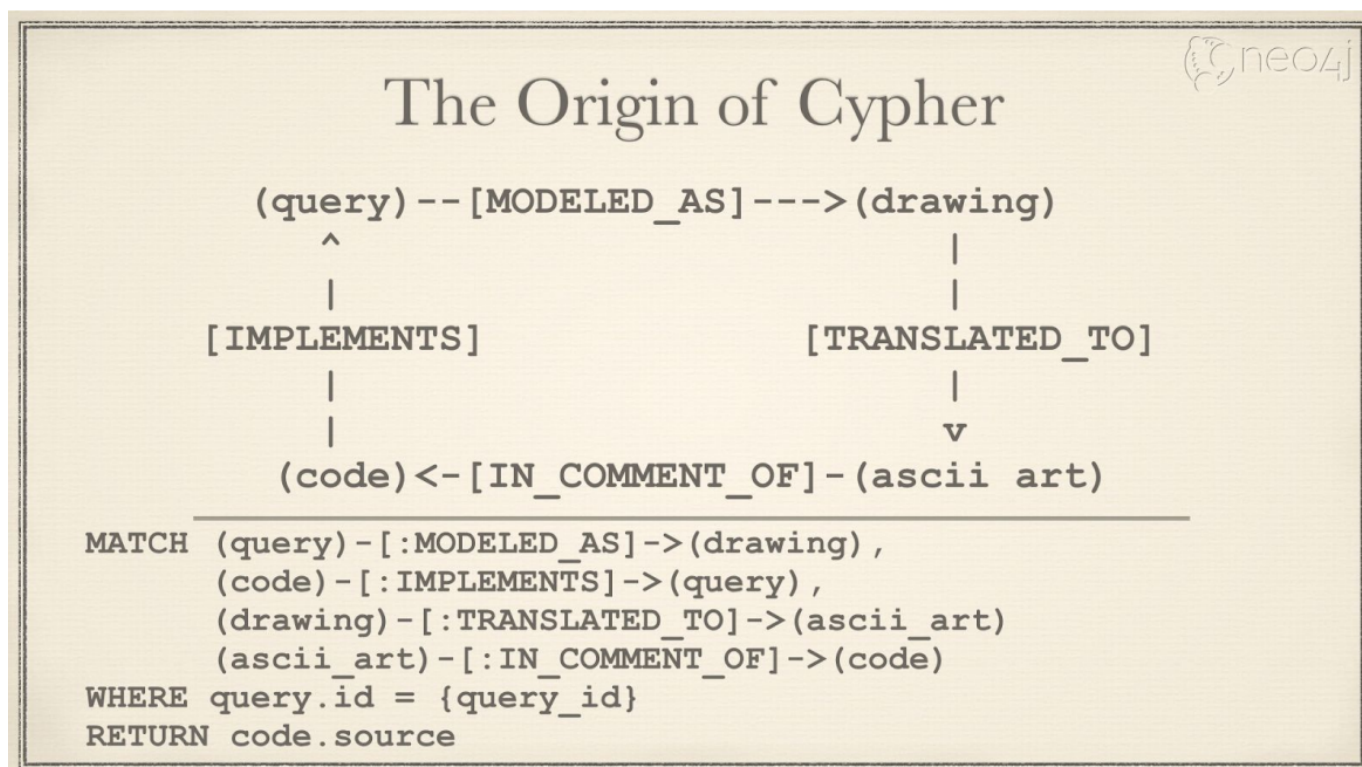 neo4j
The Origin of Cypher
(query)--[MODELED_AS]--->(drawing)
^ |
| |
[IMPLEMENTS] [TRANSLATED_TO]
| |
| v
(code)<-[IN_COMMENT_OF]-(ascii art)
MATCH (query)-[:MODELED_AS]->(drawing),
(code)-[:IMPLEMENTS]->(query),
(drawing)-[:TRANSLATED_TO]->(ascii_art)
(ascii_art)-[:IN_COMMENT_OF]->(code)
WHERE query.id = {query_id}
RETURN code.source